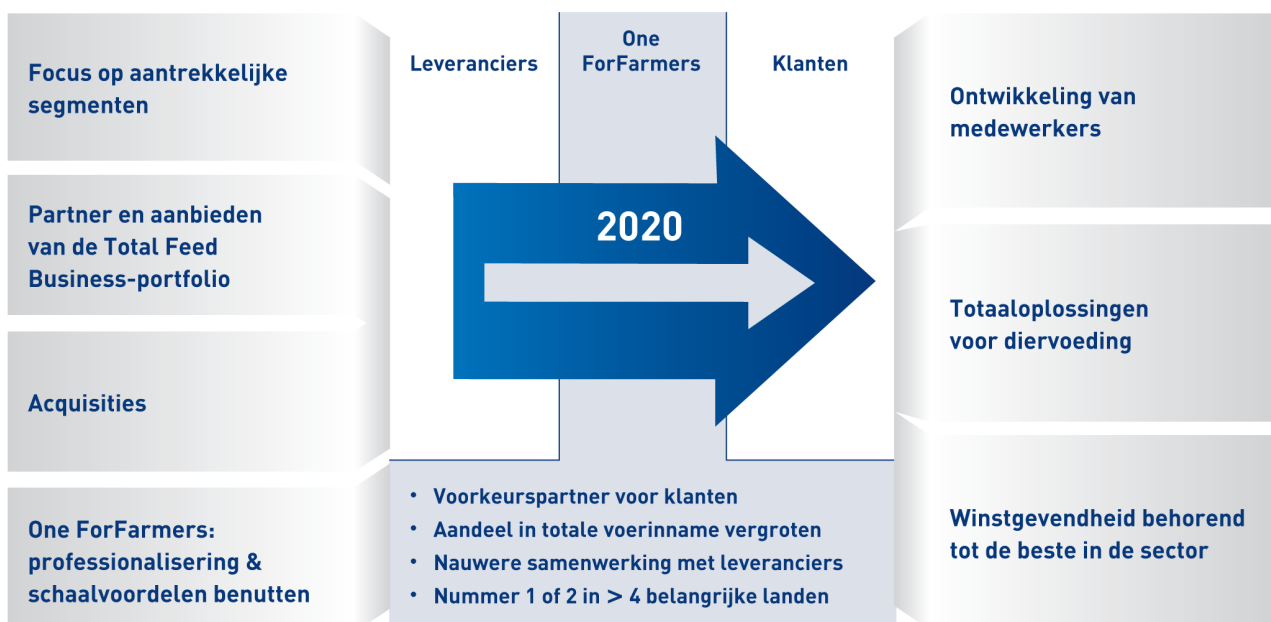 Focus op aantrekkelijke
segmenten
Partner en aanbieden
van de Total Feed
Business-portfolio
Acquisities
One ForFarmers:
professionalisering &
schaalvoordelen benutten
Leveranciers
One
ForFarmers
Klanten
2020
• Voorkeurspartner voor klanten
• Aandeel in totale voerinname vergroten
• Nauwere samenwerking met leveranciers
• Nummer 1 of 2 in > 4 belangrijke landen
Ontwikkeling van
medewerkers
Totaaloplossingen
voor diervoeding
Winstgevendheid behorend
tot de beste in de sector